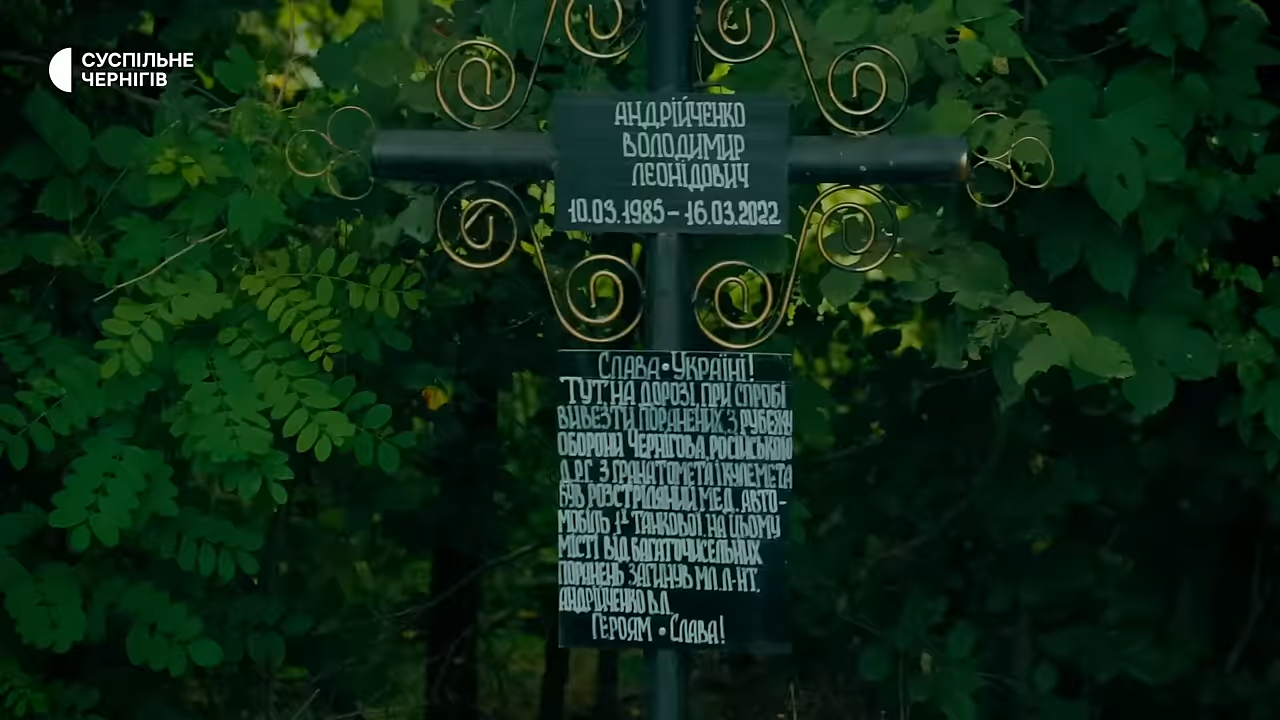 СУСПІЛЬНЕ
ЧЕРНІГІВ
АНДРІЙЧЕНКО
ВОЛОДИМИР
ЛЕОНІДОВИЧ
10.03.1985 – 16.03.2022
СЛАВА • УКРАЇНІ!
ТУТ, НА ДОРОЗІ, ПРИ СПРОБІ
ВИВЕЗТИ ПОРАНЕНИХ З РУБЕЖУ
ОБОРОНИ ЧЕРНІГОВА, РОСІЙСЬКОЮ
Д.Р.Г. З ГРАНАТОМЕТА І КУЛЕМЕТА
БУВ РОЗСТРІЛЯНИЙ МЕД. АВТО-
МОБІЛЬ 1ї ТАНКОВОЇ. НА ЦЬОМУ
МІСТІ ВІД БАГАТОЧИСЕЛЬНИХ
ПОРАНЕНЬ ЗАГИНУВ МЛ. Л-НТ.
АНДРІЙЧЕНКО В.Л.
ГЕРОЯМ • СЛАВА!